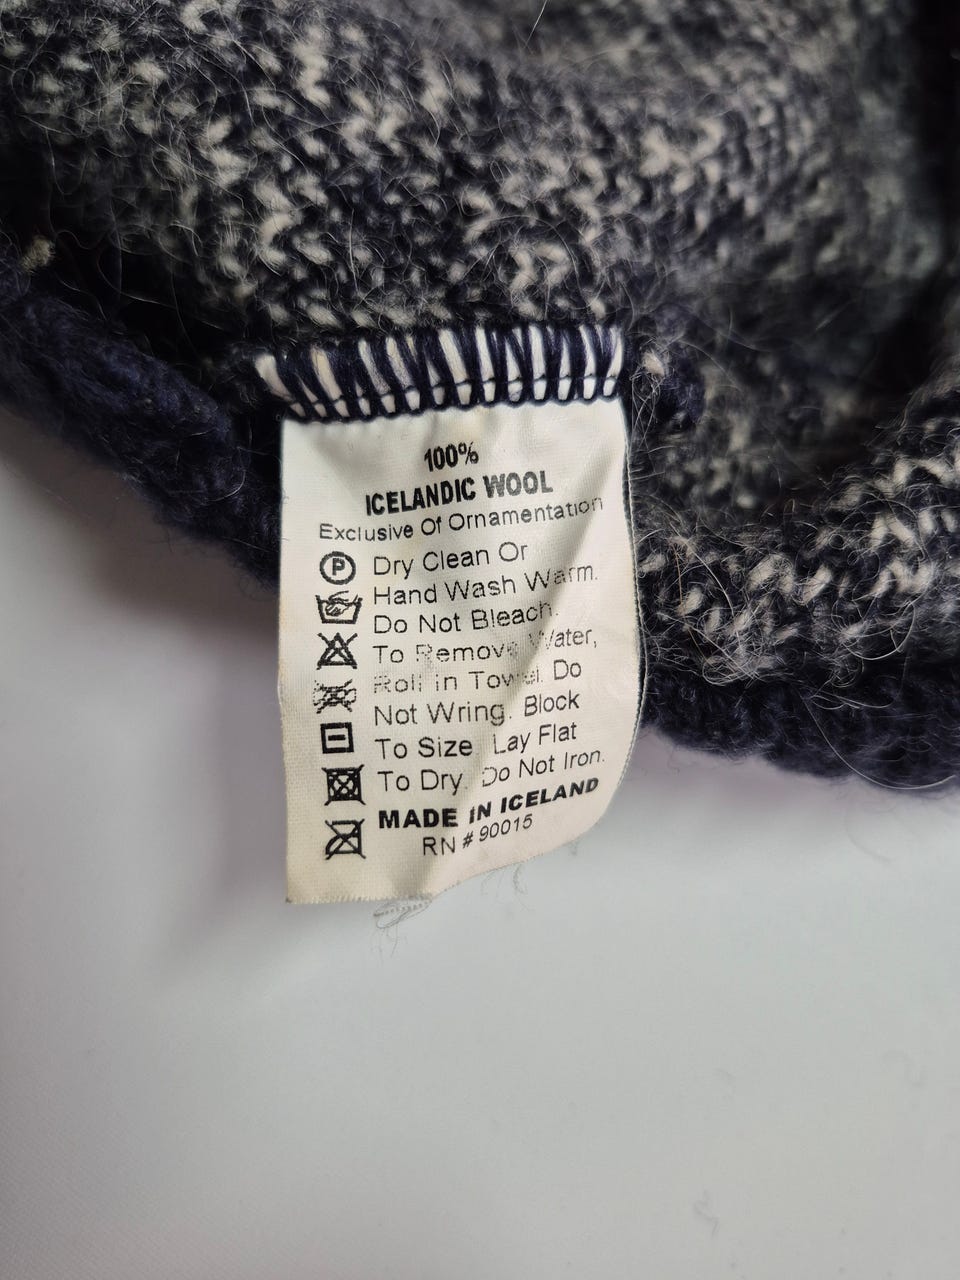 100%
ICELANDIC WOOL
Exclusive Of Ornamentation
P
Dry Clean Or
Hand Wash Warm.
Do Not Bleach.
To Remove Water,
Roll in Towel. Do
Not Wring. Block
To Size. Lay Flat
To Dry. Do Not Iron.
MADE IN ICELAND
RN # 90015